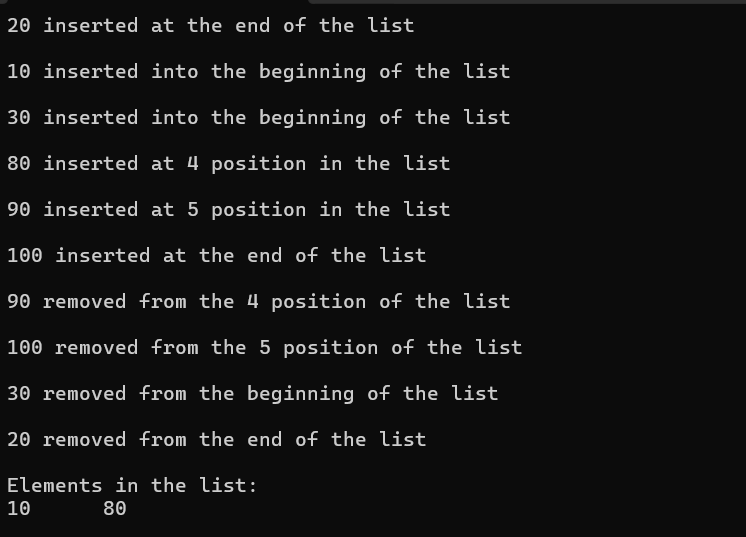 20 inserted at the end of the list
10 inserted into the beginning of the list
30 inserted into the beginning of the list
80 inserted at 4 position in the list
90 inserted at 5 position in the list
100 inserted at the end of the list
90 removed from the 4 position of the list
100 removed from the 5 position of the list
30 removed from the beginning of the list
20 removed from the end of the list
Elements in the list:
10      80